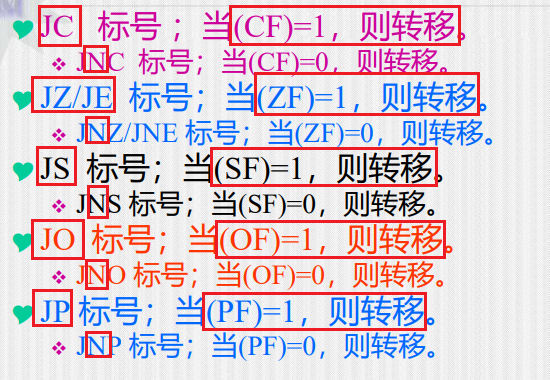 JC 标号；当(CF)=1，则转移。
JNC 标号；当(CF)=0，则转移。
JZ/JE 标号；当(ZF)=1，则转移。
JNZ/JNE 标号；当(ZF)=0，则转移。
JS 标号；当(SF)=1，则转移。
JNS 标号；当(SF)=0，则转移。
JO 标号；当(OF)=1，则转移。
JNO 标号；当(OF)=0，则转移。
JP 标号；当(PF)=1，则转移。
JNP 标号；当(PF)=0，则转移。